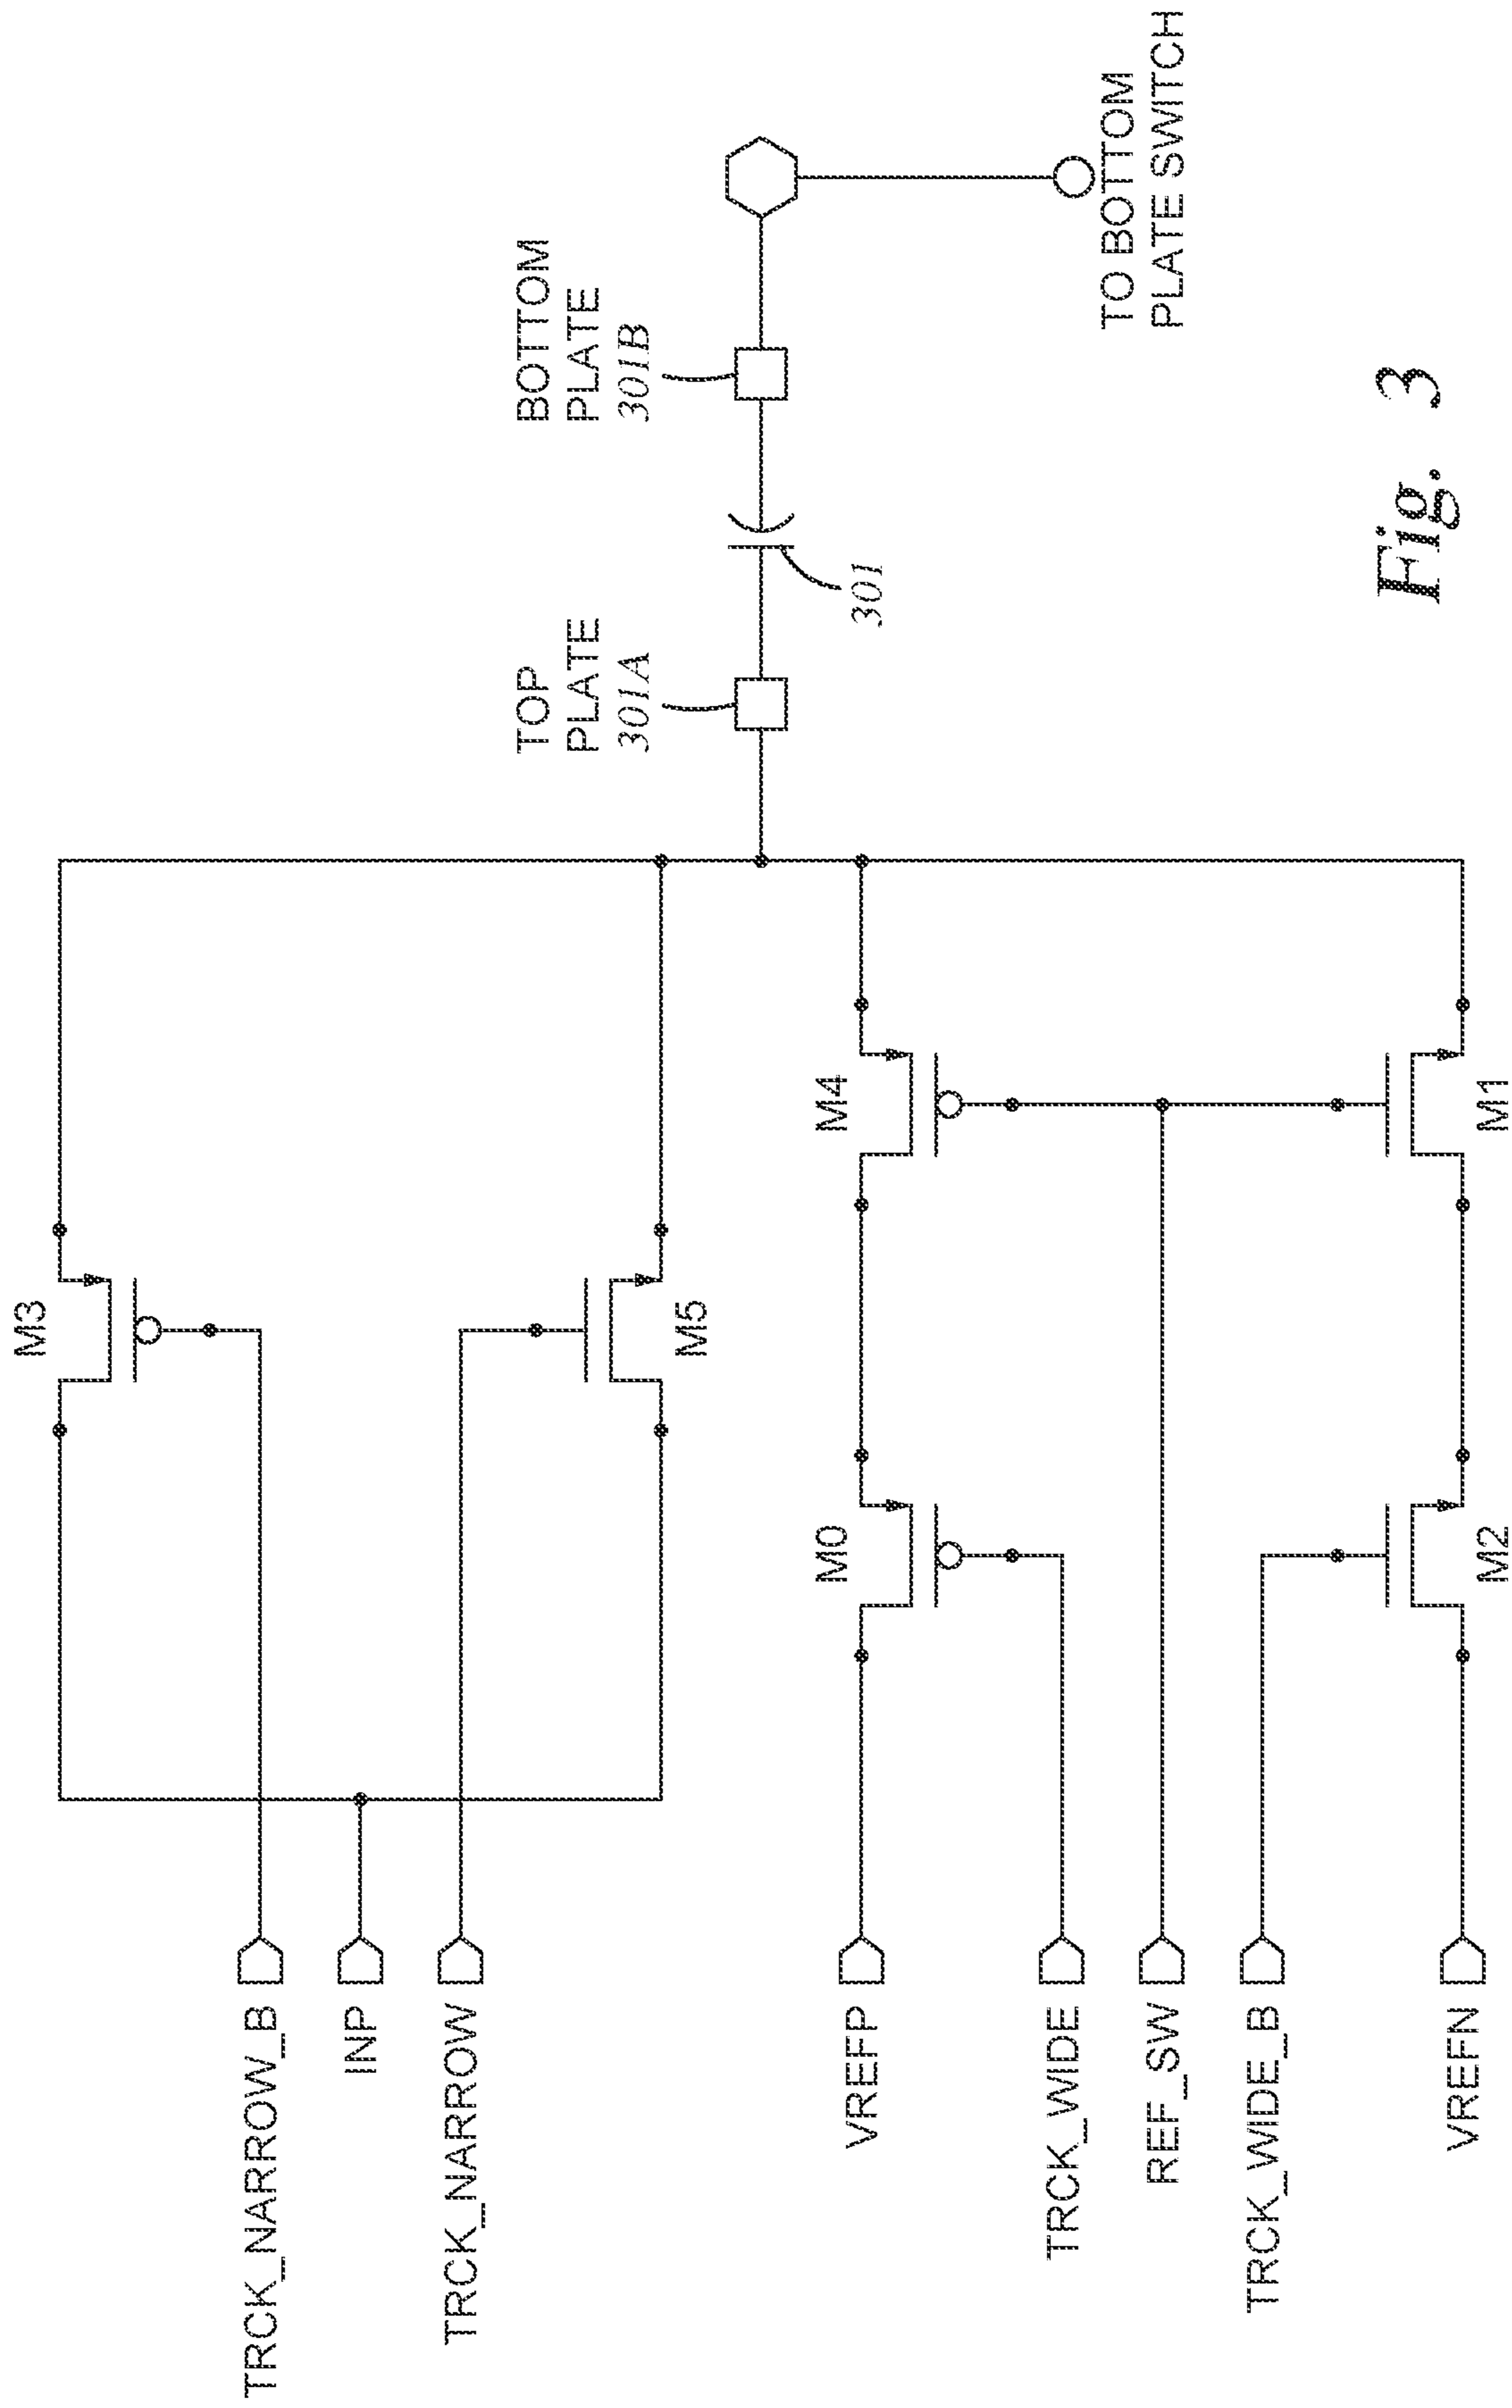 TRCK_NARROW_B
INP
TRCK_NARROW
VREFP
TRCK_WIDE
REF_SW
TRCK_WIDE_B
VREFN
M3
M5
M0
M4
M2
M1
TOP
PLATE
301A
301
BOTTOM
PLATE
301B
TO BOTTOM
PLATE SWITCH
Fig. 3